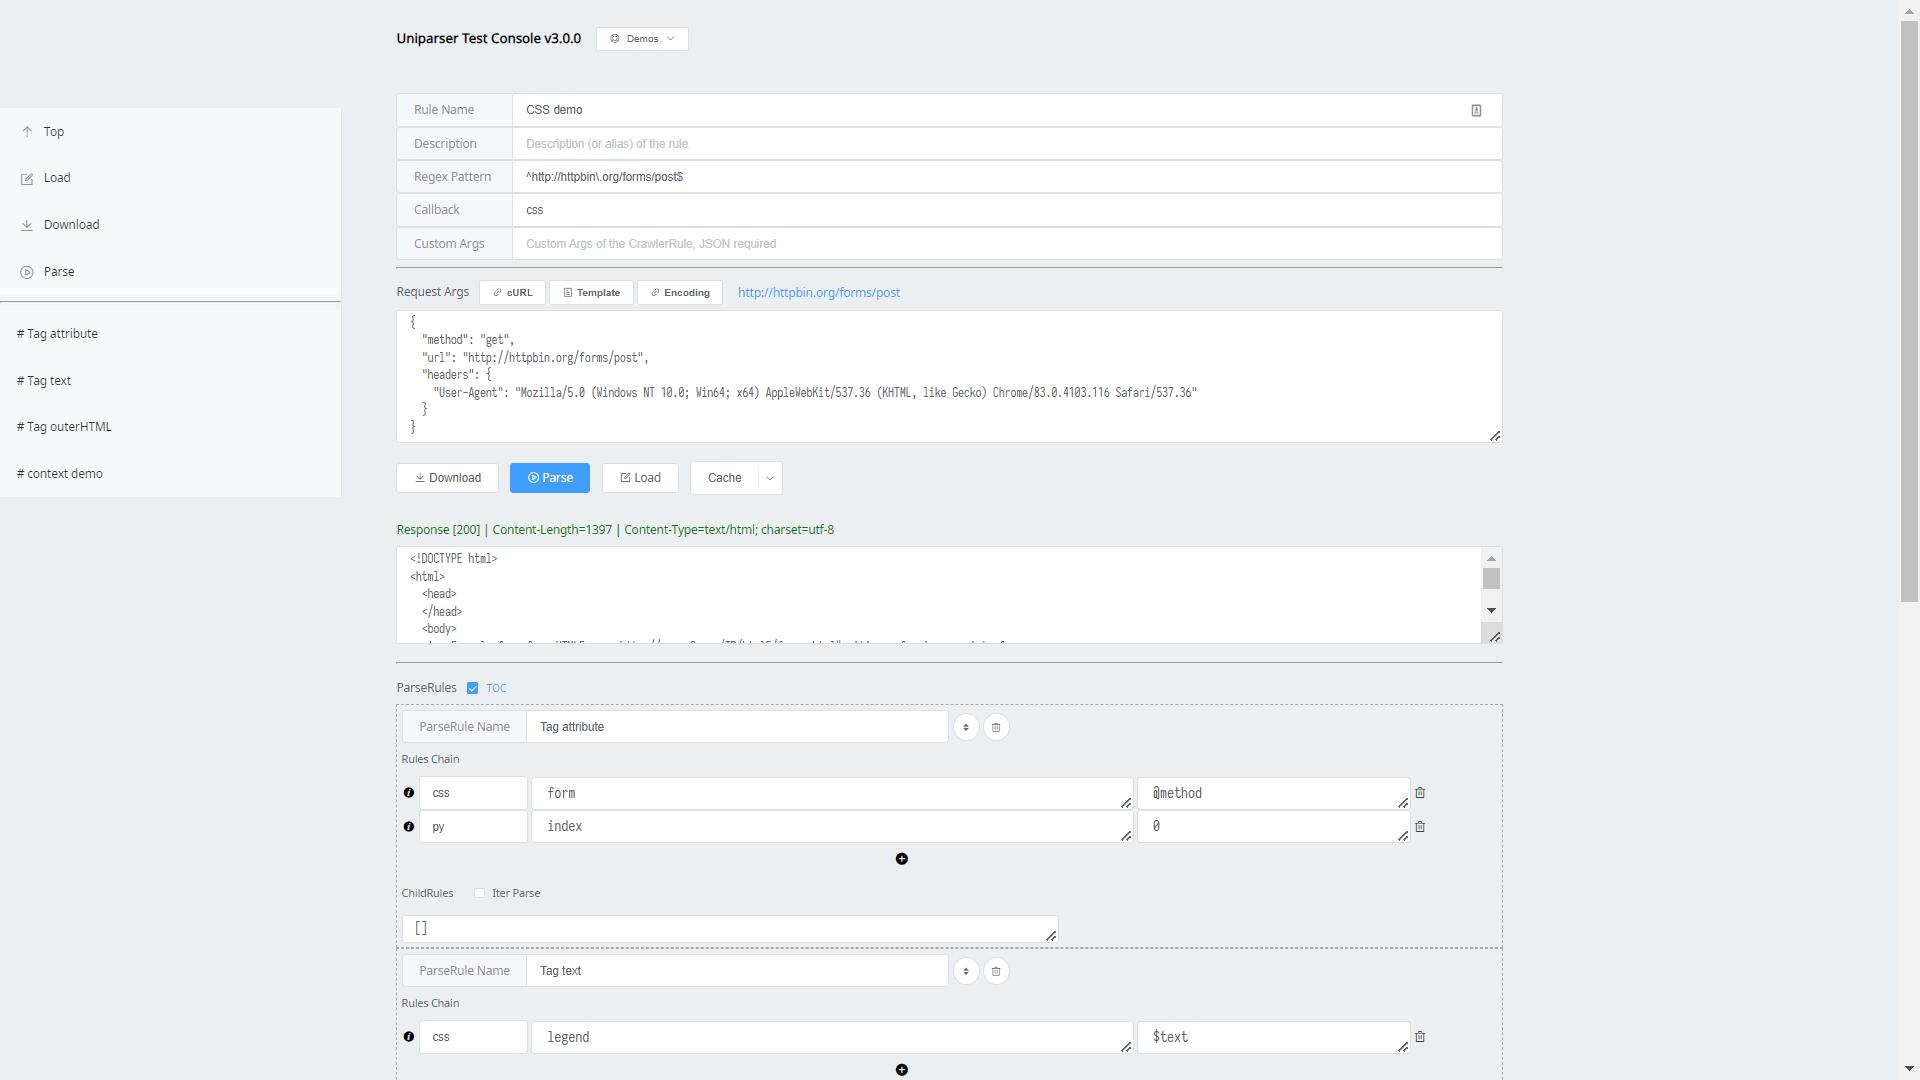 Uniparser Test Console v3.0.0 Demos
Top
Load
Download
Parse
# Tag attribute
# Tag text
# Tag outerHTML
# context demo
Rule Name CSS demo
Description Description (or alias) of the rule.
Regex Pattern ^http://httpbin\.org/forms/post$
Callback css
Custom Args Custom Args of the CrawlerRule, JSON required
Request Args cURL Template Encoding http://httpbin.org/forms/post
{
"method": "get",
"url": "http://httpbin.org/forms/post",
"headers": {
"User-Agent": "Mozilla/5.0 (Windows NT 10.0; Win64; x64) AppleWebKit/537.36 (KHTML, like Gecko) Chrome/83.0.4103.116 Safari/537.36"
}
}
Download Parse Load Cache
Response [200] | Content-Length=1397 | Content-Type=text/html; charset=utf-8
<!DOCTYPE html>
<html>
<head>
</head>
<body>
ParseRules TOC
ParseRule Name Tag attribute
Rules Chain
css form @method
py index 0
ChildRules Iter Parse
[]
ParseRule Name Tag text
Rules Chain
css legend $text